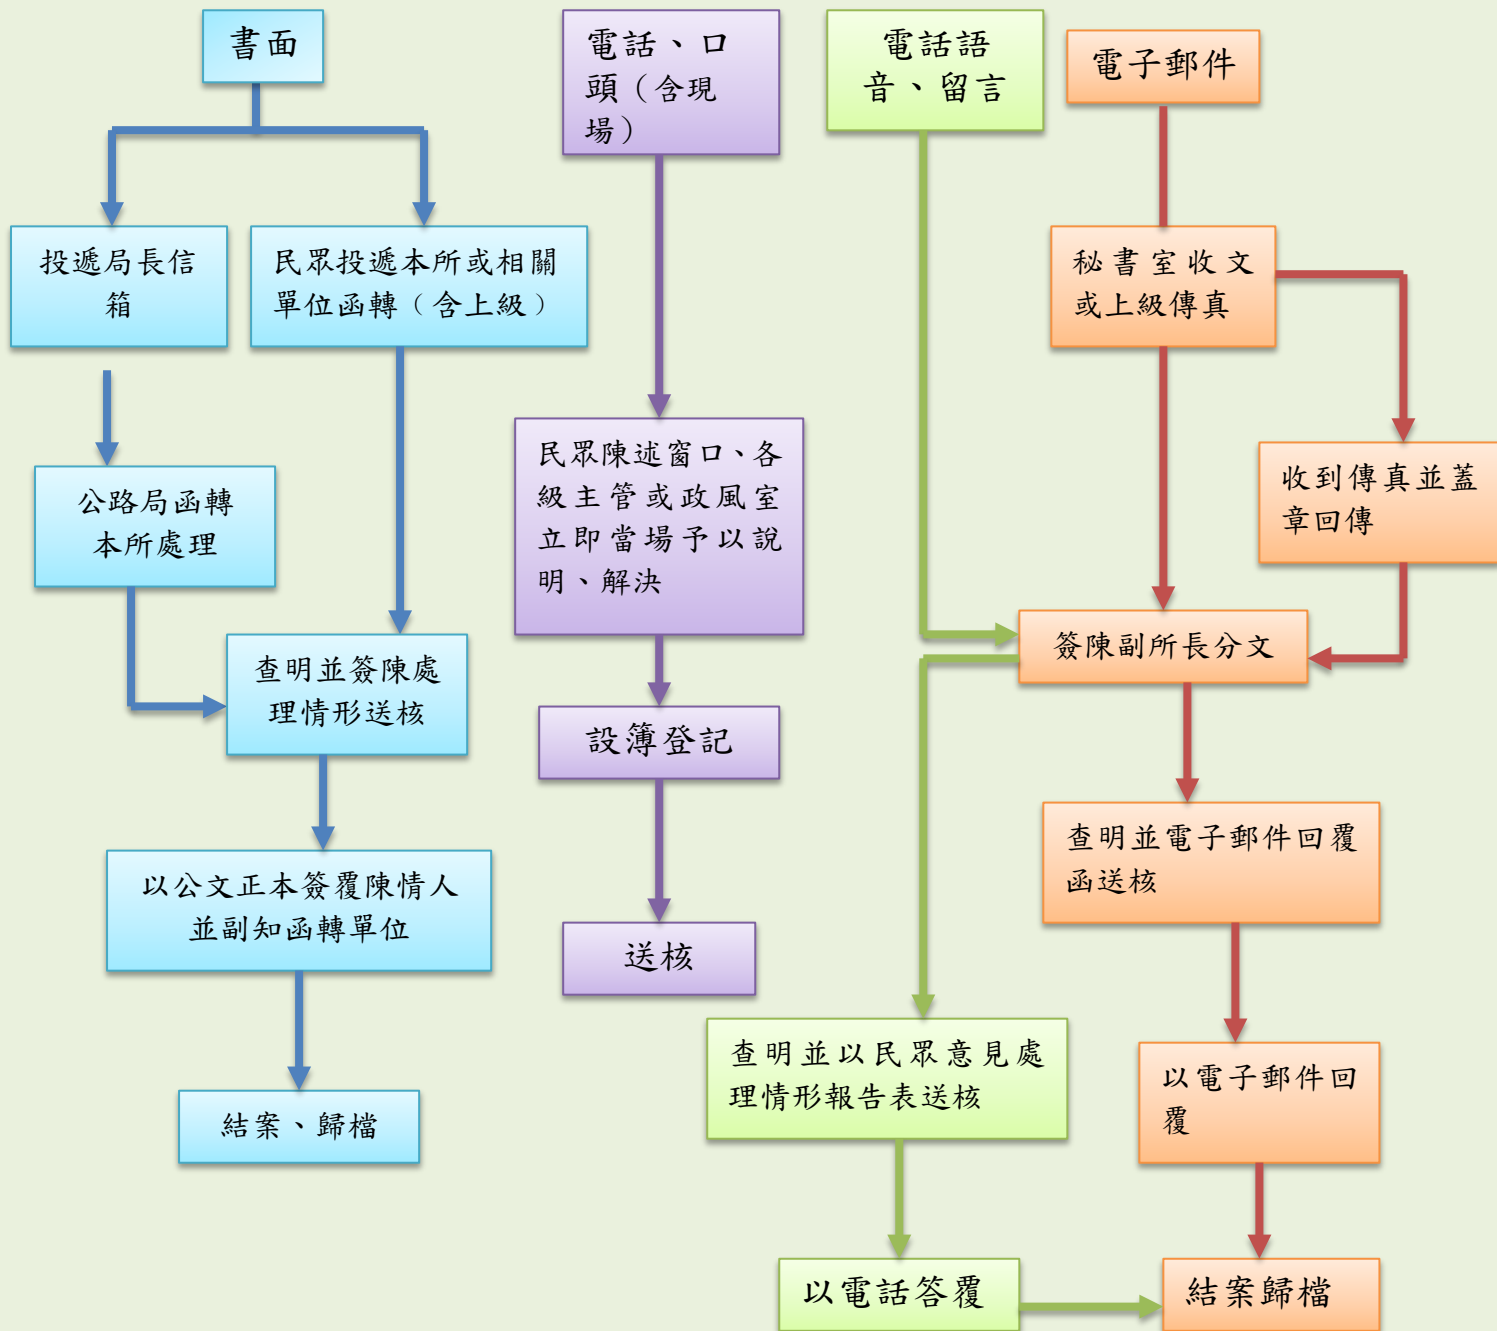 書面
投遞局長信
箱
民眾投遞本所或相關
單位函轉（含上級）
公路局函轉
本所處理
查明並簽陳處
理情形送核
以公文正本簽覆陳情人
並副知函轉單位
結案、歸檔
電話、口
頭（含現
場）
民眾陳述窗口、各
級主管或政風室
立即當場予以說
明、解決
設簿登記
送核
電話語
音、留言
電子郵件
秘書室收文
或上級傳真
收到傳真並蓋
章回傳
簽陳副所長分文
查明並電子郵件回覆
函送核
查明並以民眾意見處
理情形報告表送核
以電子郵件回
覆
以電話答覆
結案歸檔